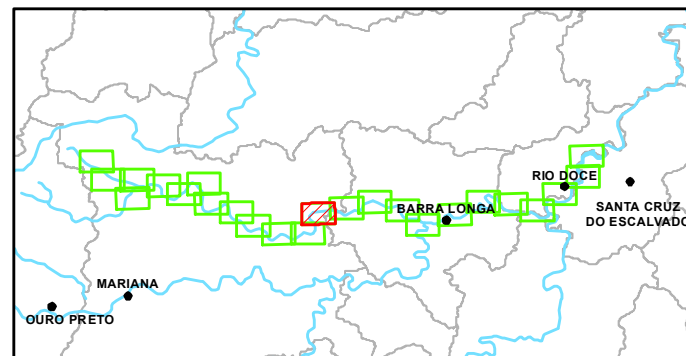 RIO DOCE
BARRA LONGA
SANTA CRUZ
DO ESCALVADO
MARIANA
OURO PRETO